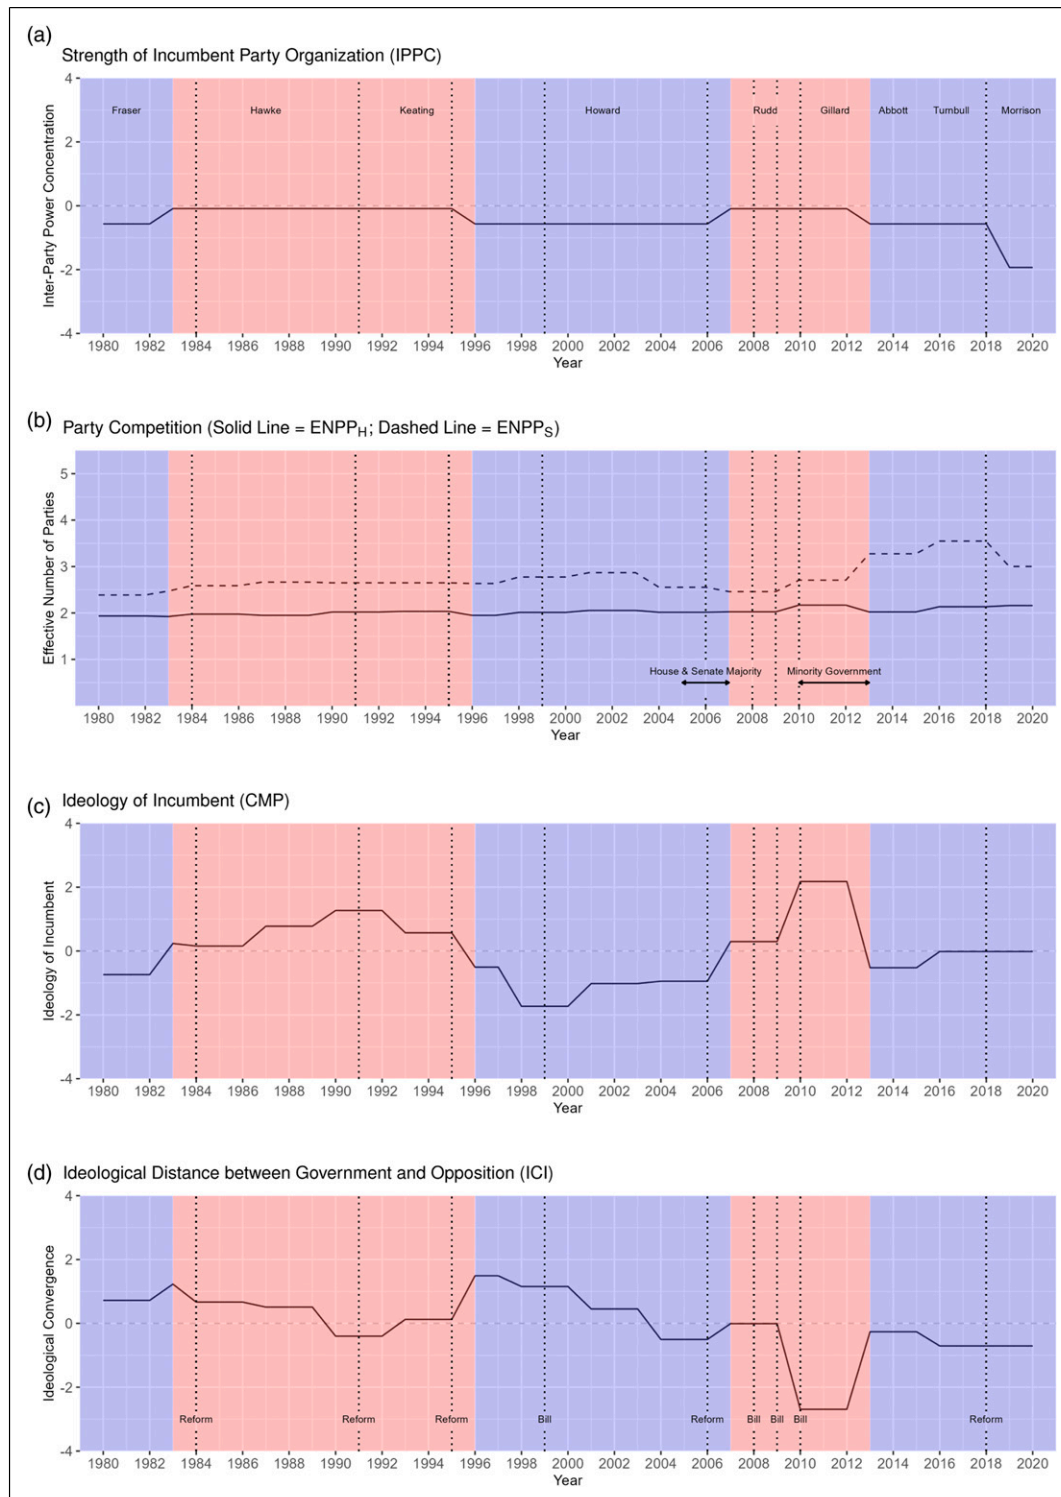 (a)
Strength of Incumbent Party Organization (IPPC)
Inter-Party Power Concentration
4
2
0
-2
-4
Fraser Hawke Keating Howard Rudd Gillard Abbott Turnbull Morrison
1980 1982 1984 1986 1988 1990 1992 1994 1996 1998 2000 2002 2004 2006 2008 2010 2012 2014 2016 2018 2020
Year
(b)
Party Competition (Solid Line = ENPPH; Dashed Line = ENPPS)
Effective Number of Parties
5
4
3
2
1
House & Senate Majority Minority Government
1980 1982 1984 1986 1988 1990 1992 1994 1996 1998 2000 2002 2004 2006 2008 2010 2012 2014 2016 2018 2020
Year
(c)
Ideology of Incumbent (CMP)
Ideology of Incumbent
4
2
0
-2
-4
1980 1982 1984 1986 1988 1990 1992 1994 1996 1998 2000 2002 2004 2006 2008 2010 2012 2014 2016 2018 2020
Year
(d)
Ideological Distance between Government and Opposition (ICI)
Ideological Convergence
4
2
0
-2
-4
Reform Reform Reform Bill Reform Bill Bill Bill Reform
1980 1982 1984 1986 1988 1990 1992 1994 1996 1998 2000 2002 2004 2006 2008 2010 2012 2014 2016 2018 2020
Year